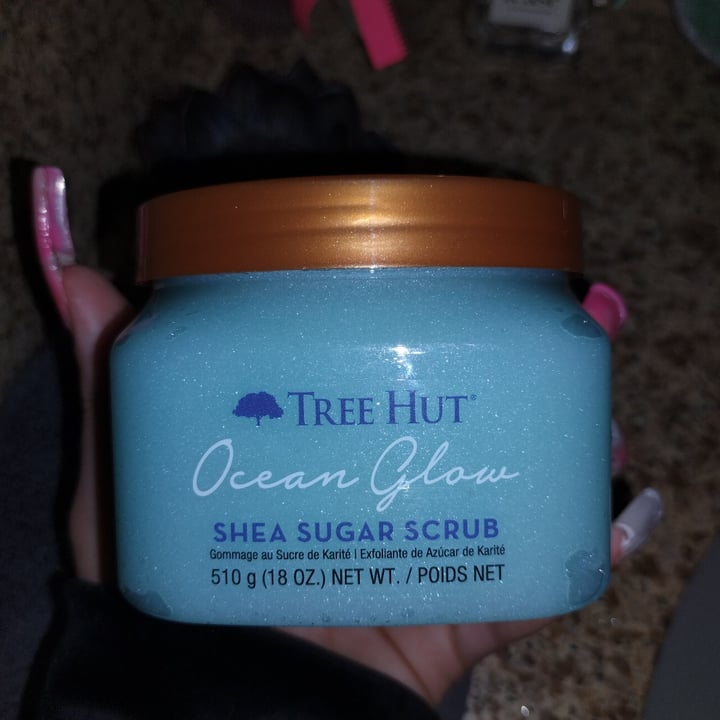 TREE HUT®
Ocean Glow
SHEA SUGAR SCRUB
Gommage au Sucre de Karité | Exfoliante de Azúcar de Karité
510 g (18 OZ.) NET WT. / POIDS NET